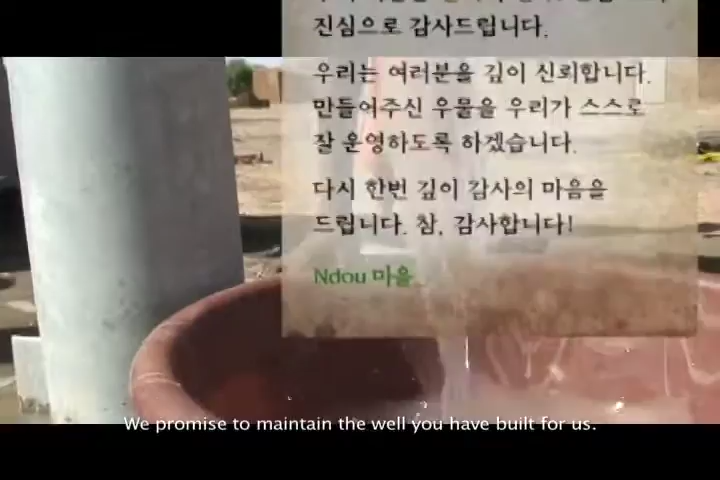 진심으로 감사드립니다.
우리는 여러분을 깊이 신뢰합니다.
만들어주신 우물을 우리가 스스로
잘 운영하도록 하겠습니다.
다시 한번 깊이 감사의 마음을
드립니다. 참, 감사합니다!
Ndou 마을
We promise to maintain the well you have built for us.